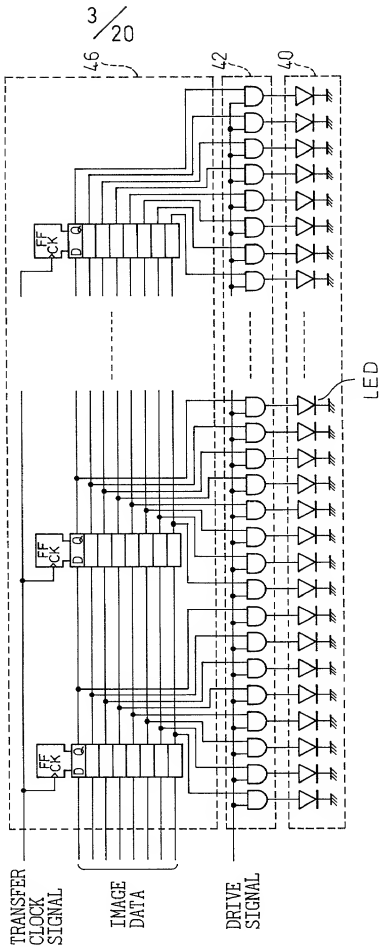 3/20
46
42
40
FF
CK
D Q
FF
CK
D Q
FF
CK
D Q
LED
TRANSFER
CLOCK
SIGNAL
IMAGE
DATA
DRIVE
SIGNAL